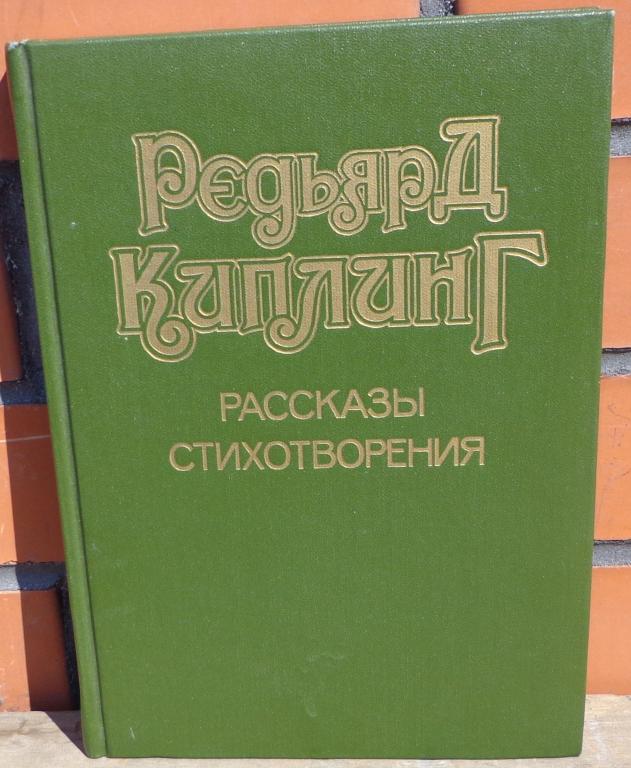 Редьярд
Киплинг
РАССКАЗЫ
СТИХОТВОРЕНИЯ